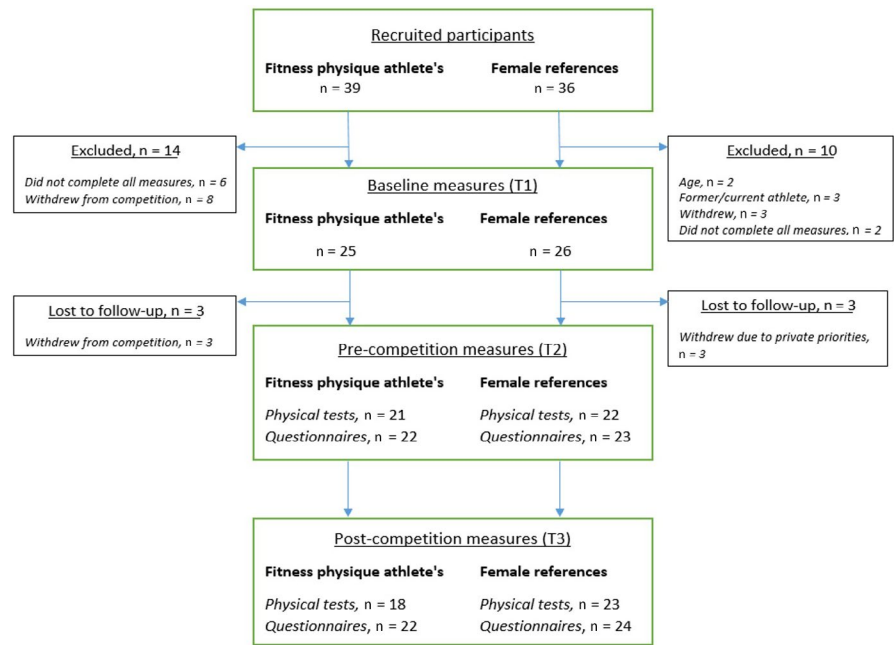 Recruited participants
Fitness physique athlete's Female references
n = 39 n = 36
Excluded, n = 14
Did not complete all measures, n = 6
Withdrew from competition, n = 8
Excluded, n = 10
Age, n = 2
Former/current athlete, n = 3
Withdrew, n = 3
Did not complete all measures, n = 2
Baseline measures (T1)
Fitness physique athlete's Female references
n = 25 n = 26
Lost to follow-up, n = 3
Withdrew from competition, n = 3
Lost to follow-up, n = 3
Withdrew due to private priorities,
n = 3
Pre-competition measures (T2)
Fitness physique athlete's Female references
Physical tests, n = 21 Physical tests, n = 22
Questionnaires, n = 22 Questionnaires, n = 23
Post-competition measures (T3)
Fitness physique athlete's Female references
Physical tests, n = 18 Physical tests, n = 23
Questionnaires, n = 22 Questionnaires, n = 24